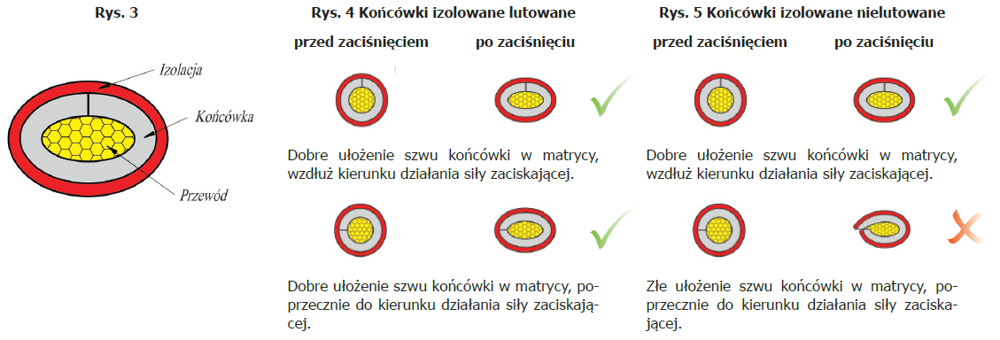 Rys. 3
Izolacja
Końcówka
Przewód
Rys. 4 Końcówki izolowane lutowane
przed zaciśnięciem
po zaciśnięciu
Dobre ułożenie szwu końcówki w matrycy,
wzdłuż kierunku działania siły zaciskającej.
Dobre ułożenie szwu końcówki w matrycy, po-
przecznie do kierunku działania siły zaciskają-
cej.
Rys. 5 Końcówki izolowane nielutowane
przed zaciśnięciem
po zaciśnięciu
Dobre ułożenie szwu końcówki w matrycy,
wzdłuż kierunku działania siły zaciskającej.
Złe ułożenie szwu końcówki w matrycy, po-
przecznie do kierunku działania siły zaciska-
jącej.